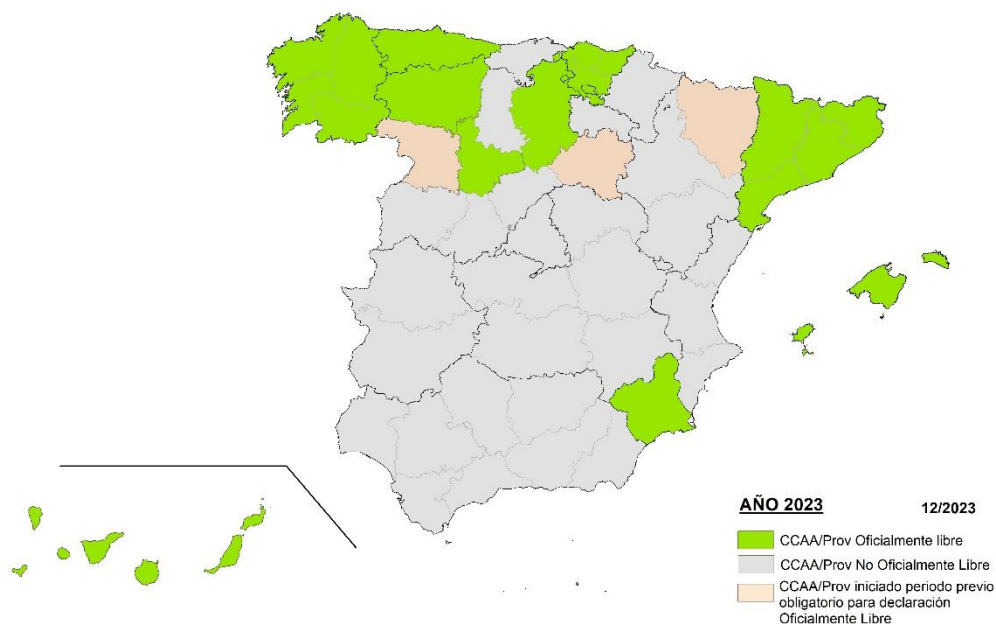 AÑO 2023 12/2023
CCAA/Prov Oficialmente libre
CCAA/Prov No Oficialmente Libre
CCAA/Prov iniciado periodo previo
obligatorio para declaración
Oficialmente Libre